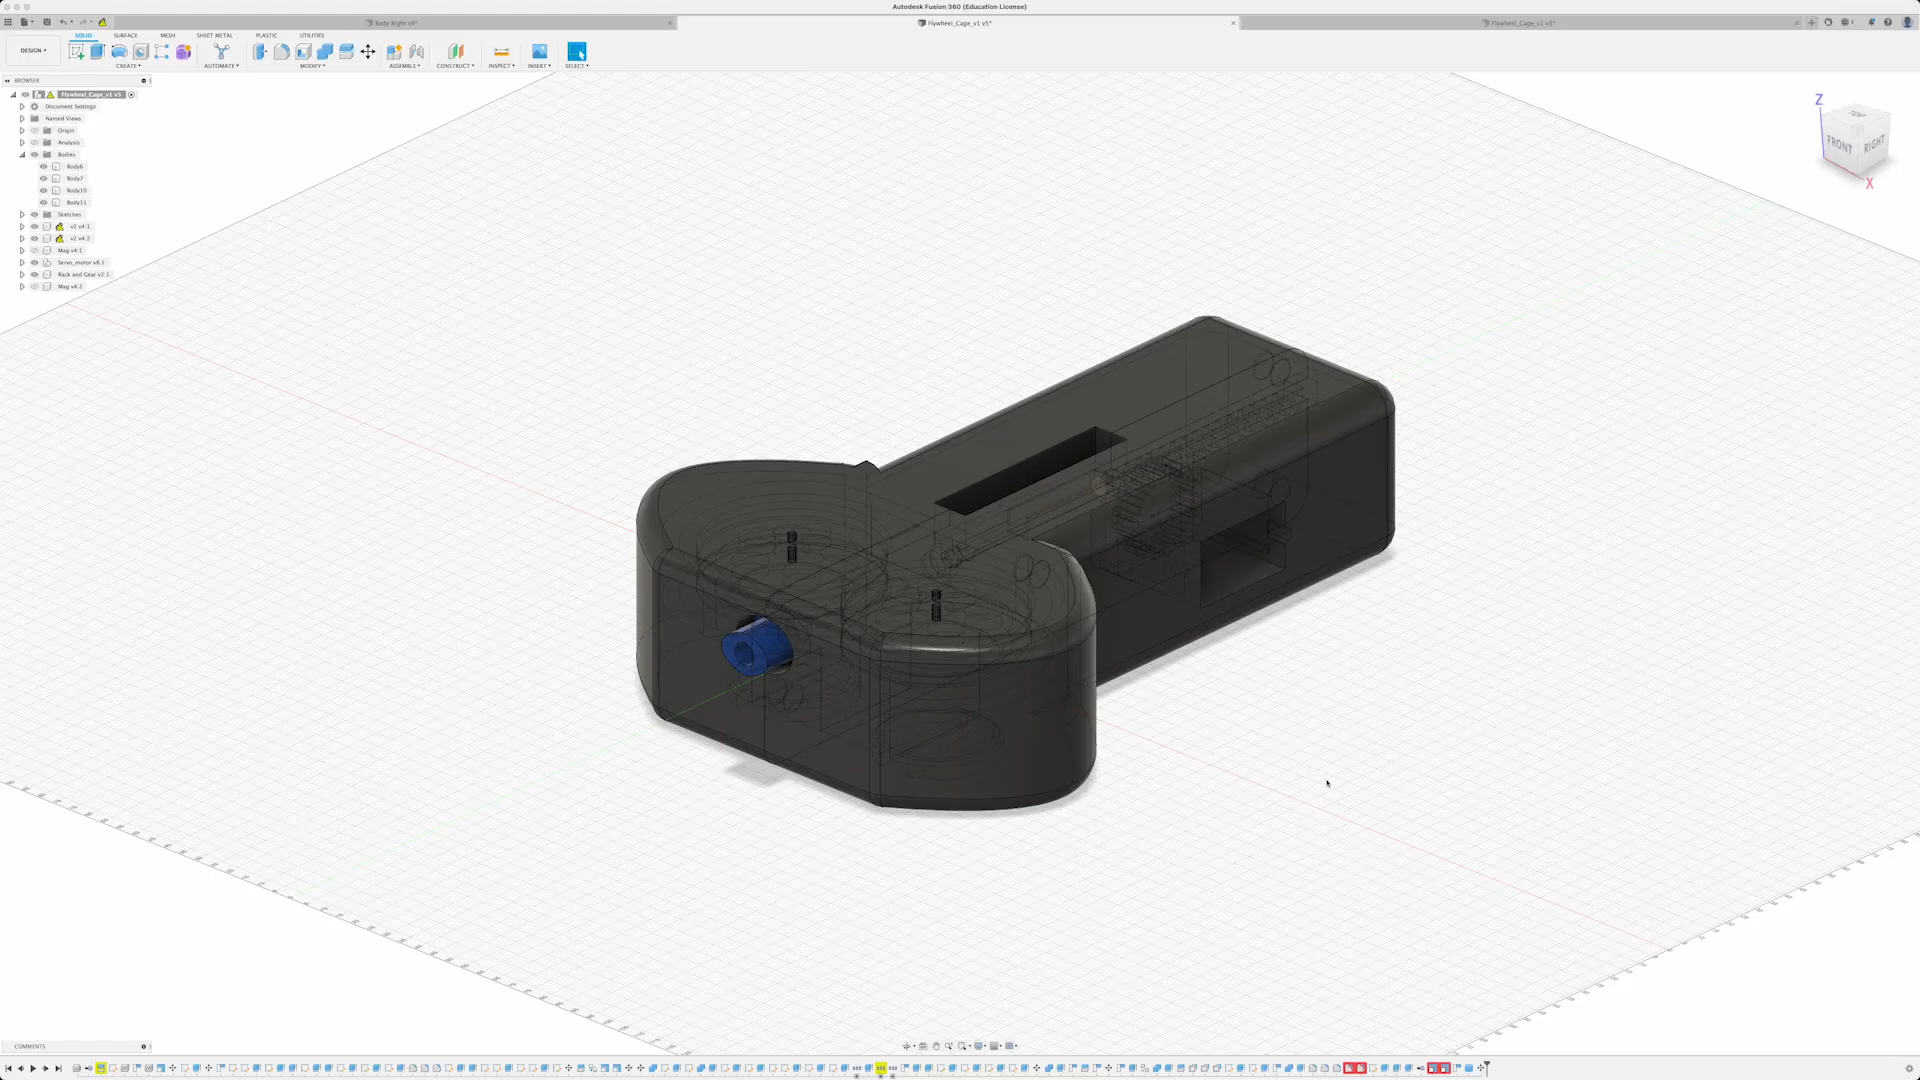 Autodesk Fusion 360 (Education License)
Body Right v9*
Flywheel_Cage_v1 v5*
Flywheel_Cage_v1 v3*
DESIGN
SOLID
SURFACE
MESH
SHEET METAL
PLASTIC
UTILITIES
CREATE
AUTOMATE
MODIFY
ASSEMBLE
CONSTRUCT
INSPECT
INSERT
SELECT
BROWSER
Flywheel_Cage_v1 v5
Document Settings
Named Views
Origin
Analysis
Bodies
Body6
Body7
Body10
Body11
Sketches
v2 v4:1
v2 v4:2
Mag v4:1
Servo_motor v8:1
Rack and Gear v2:1
Mag v4:2
Z
TOP
FRONT
RIGHT
X
COMMENTS